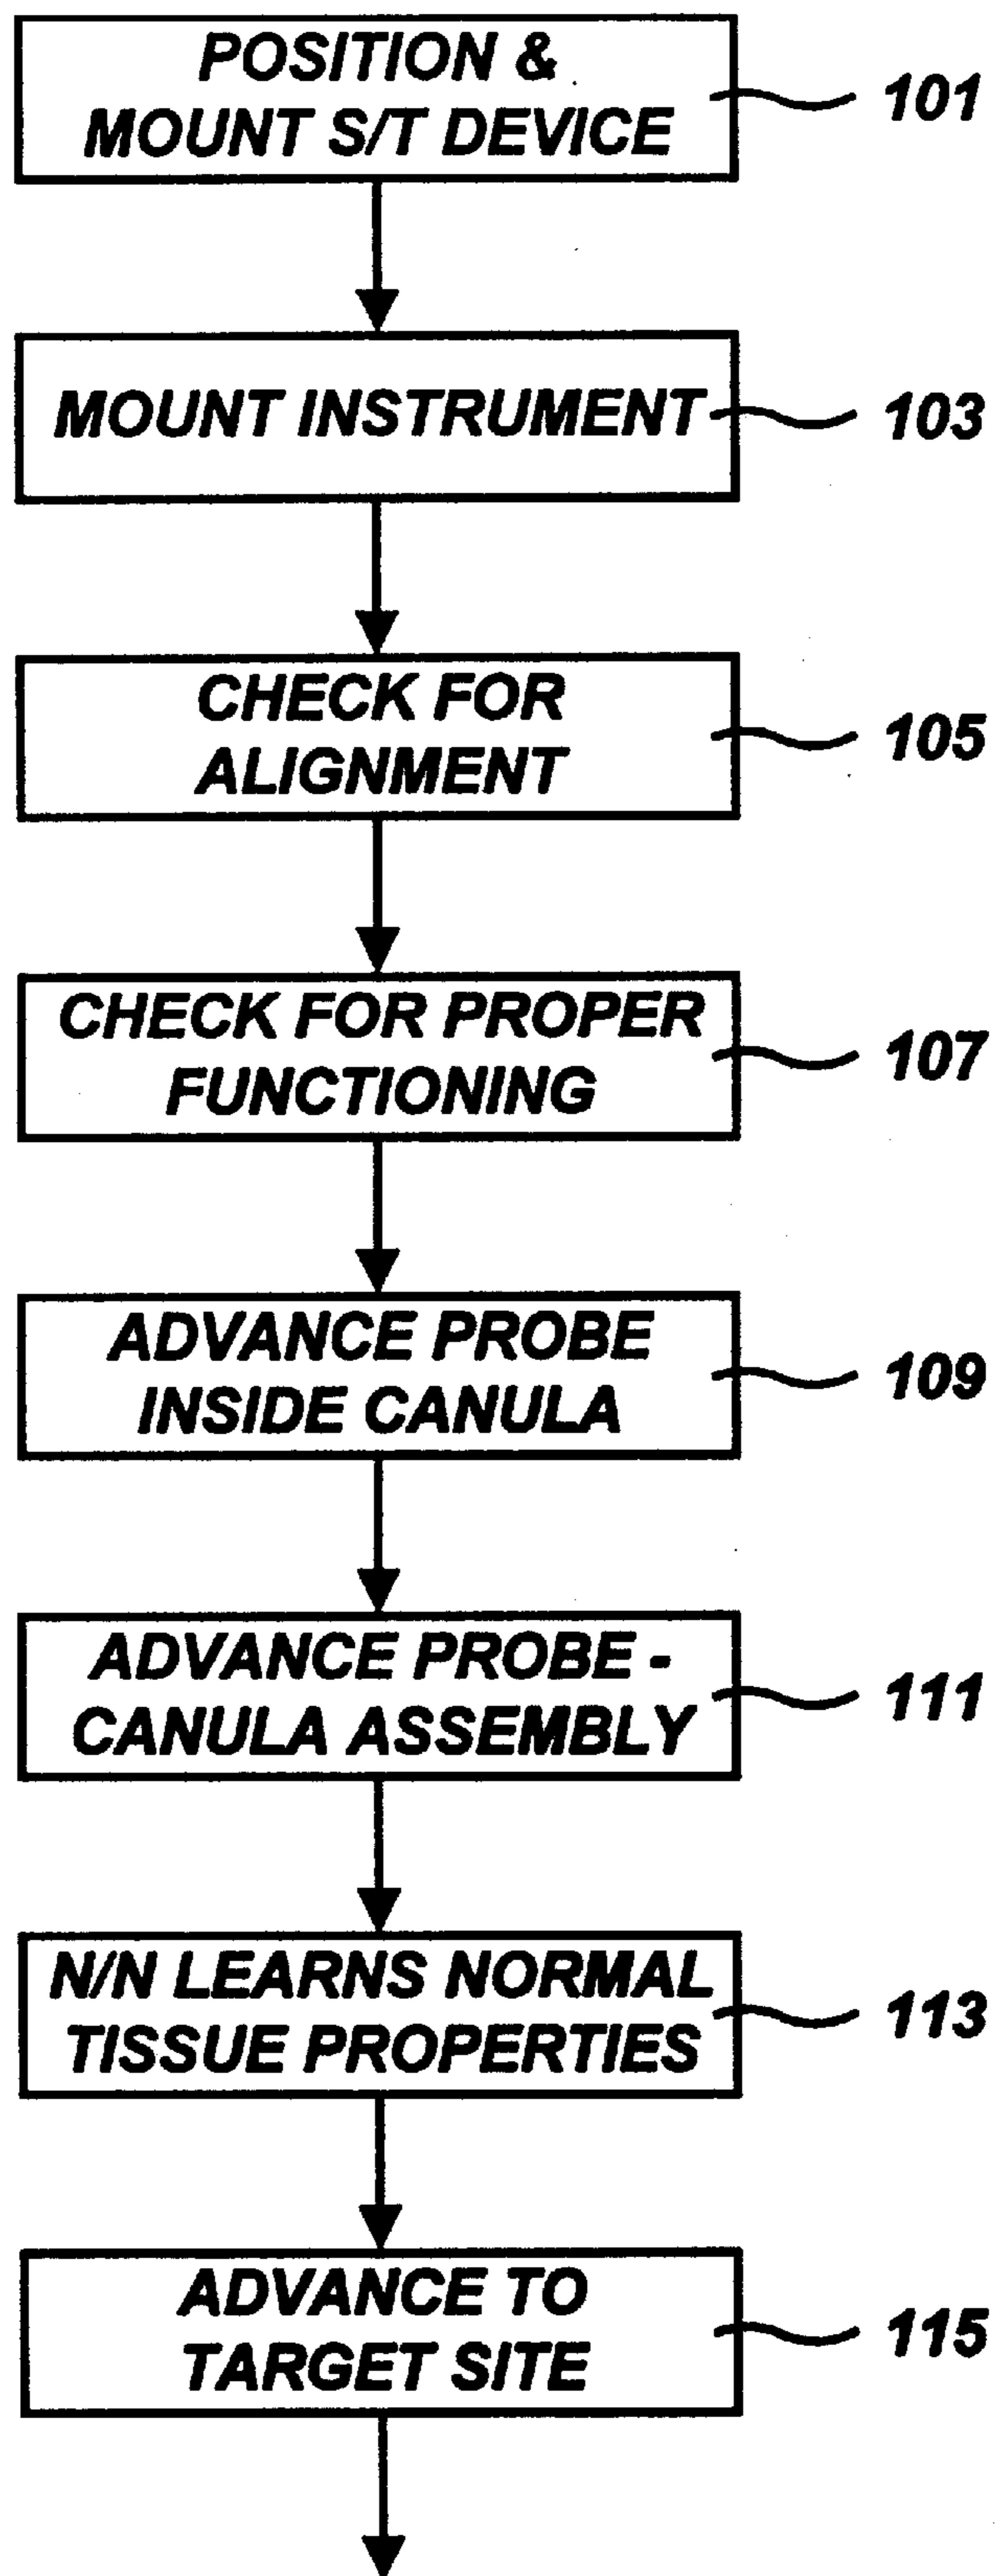 POSITION &
MOUNT S/T DEVICE
101
MOUNT INSTRUMENT
103
CHECK FOR
ALIGNMENT
105
CHECK FOR PROPER
FUNCTIONING
107
ADVANCE PROBE
INSIDE CANULA
109
ADVANCE PROBE -
CANULA ASSEMBLY
111
N/N LEARNS NORMAL
TISSUE PROPERTIES
113
ADVANCE TO
TARGET SITE
115